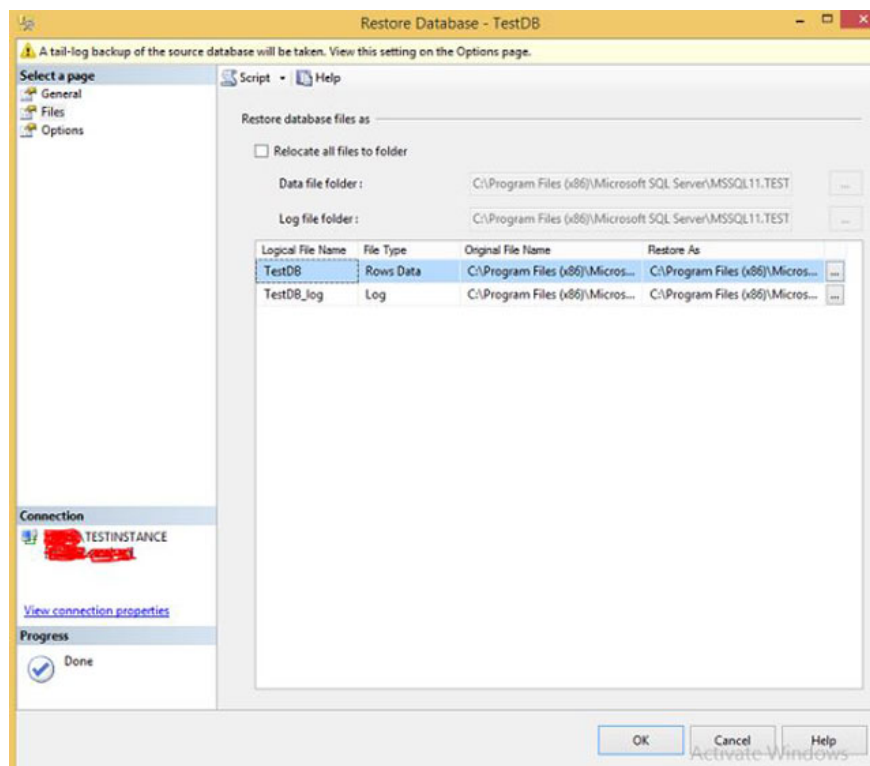 Restore Database - TestDB
A tail-log backup of the source database will be taken. View this setting on the Options page.
Select a page
General
Files
Options
Script Help
Restore database files as
Relocate all files to folder
Data file folder : C:\Program Files (x86)\Microsoft SQL Server\MSSQL11.TEST ...
Log file folder : C:\Program Files (x86)\Microsoft SQL Server\MSSQL11.TEST ...
Logical File Name File Type Original File Name Restore As
TestDB Rows Data C:\Program Files (x86)\Micros... C:\Program Files (x86)\Micros... ...
TestDB_log Log C:\Program Files (x86)\Micros... C:\Program Files (x86)\Micros... ...
Connection
\TESTINSTANCE
View connection properties
Progress
Done
OK Cancel Help
Activate Windows